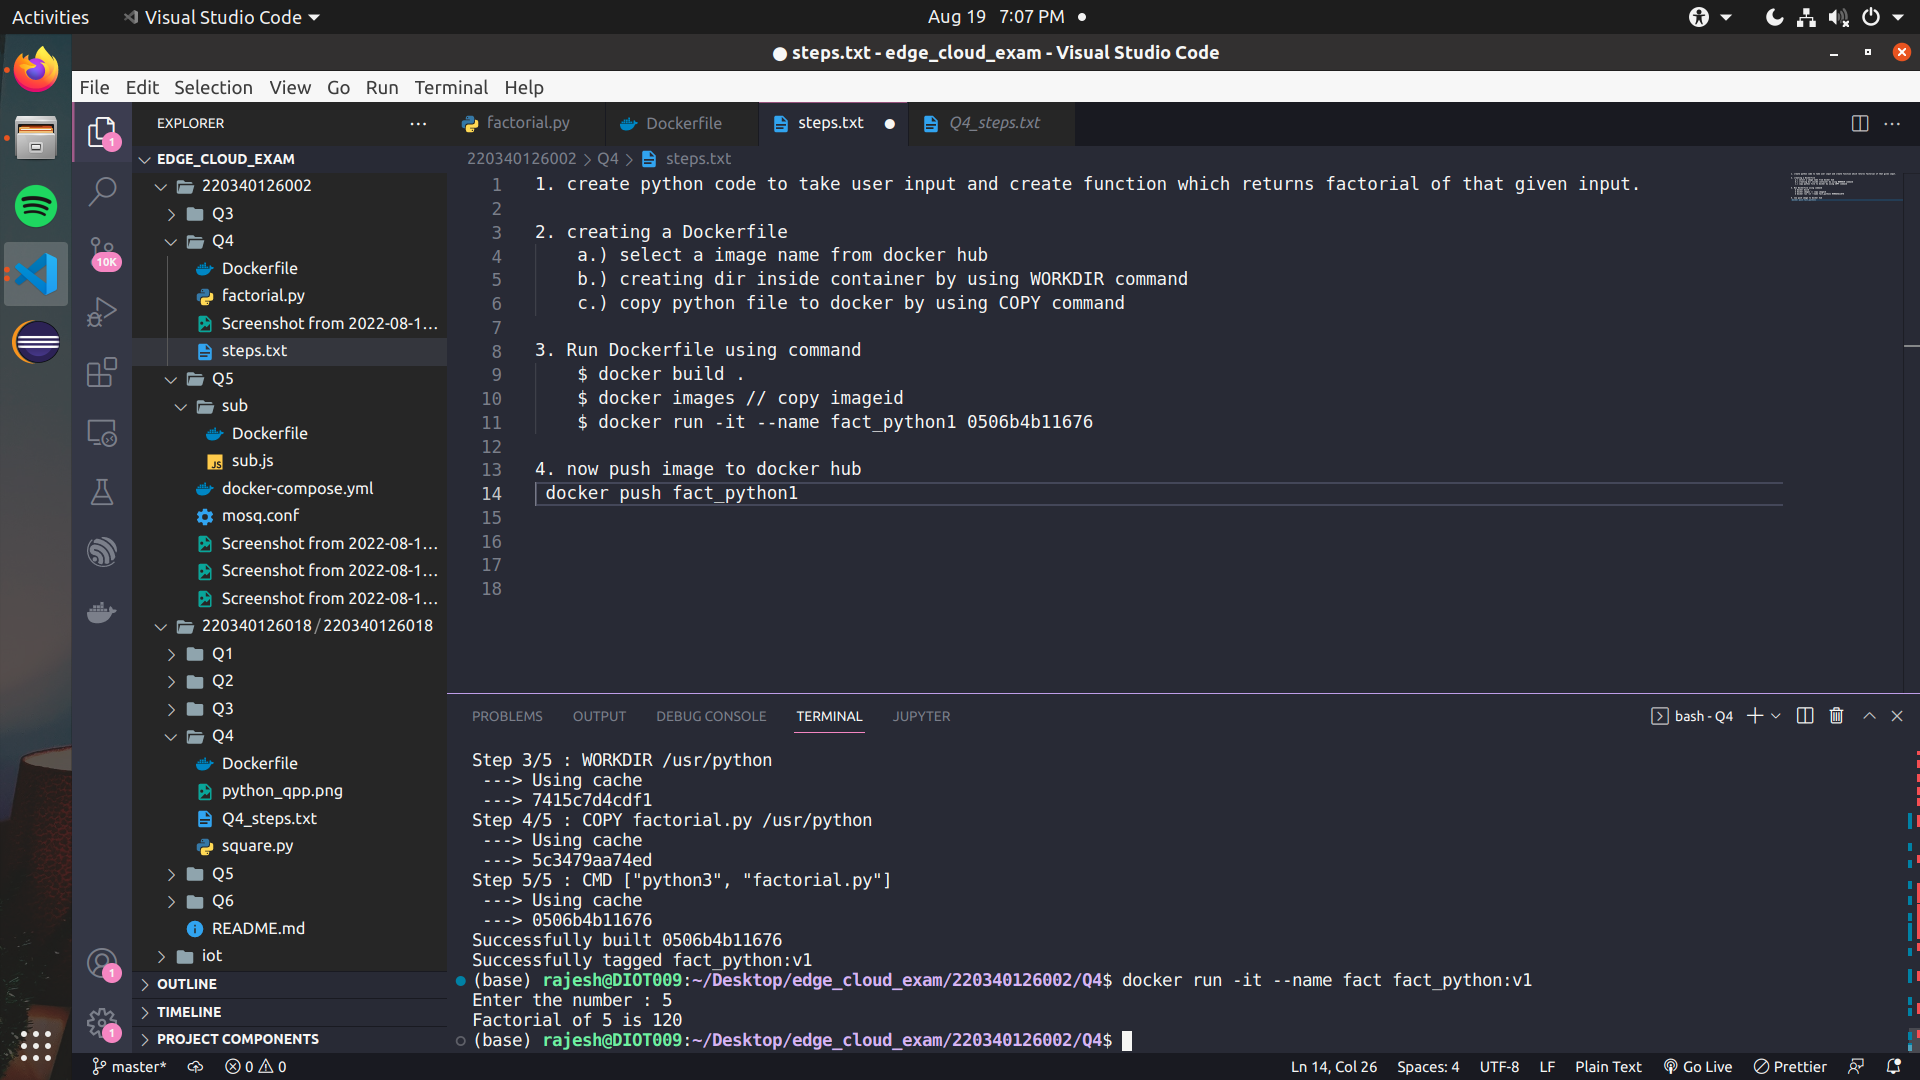 Activities Visual Studio Code Aug 19 7:07 PM
steps.txt - edge_cloud_exam - Visual Studio Code
File Edit Selection View Go Run Terminal Help
EXPLORER
factorial.py Dockerfile steps.txt Q4_steps.txt
220340126002 > Q4 > steps.txt
1
10K
1
1
EDGE_CLOUD_EXAM
220340126002
Q3
Q4
Dockerfile
factorial.py
Screenshot from 2022-08-1...
steps.txt
Q5
sub
Dockerfile
sub.js
docker-compose.yml
mosq.conf
Screenshot from 2022-08-1...
Screenshot from 2022-08-1...
Screenshot from 2022-08-1...
220340126018/220340126018
Q1
Q2
Q3
Q4
Dockerfile
python_qpp.png
Q4_steps.txt
square.py
Q5
Q6
README.md
iot
OUTLINE
TIMELINE
PROJECT COMPONENTS
1 1. create python code to take user input and create function which returns factorial of that given input.
2
3 2. creating a Dockerfile
4 a.) select a image name from docker hub
5 b.) creating dir inside container by using WORKDIR command
6 c.) copy python file to docker by using COPY command
7
8 3. Run Dockerfile using command
9 $ docker build .
10 $ docker images // copy imageid
11 $ docker run -it --name fact_python1 0506b4b11676
12
13 4. now push image to docker hub
14 docker push fact_python1
15
16
17
18
PROBLEMS OUTPUT DEBUG CONSOLE TERMINAL JUPYTER
bash - Q4
Step 3/5 : WORKDIR /usr/python
---> Using cache
---> 7415c7d4cdf1
Step 4/5 : COPY factorial.py /usr/python
---> Using cache
---> 5c3479aa74ed
Step 5/5 : CMD ["python3", "factorial.py"]
---> Using cache
---> 0506b4b11676
Successfully built 0506b4b11676
Successfully tagged fact_python:v1
(base) rajesh@DIOT009:~/Desktop/edge_cloud_exam/220340126002/Q4$ docker run -it --name fact fact_python:v1
Enter the number : 5
Factorial of 5 is 120
(base) rajesh@DIOT009:~/Desktop/edge_cloud_exam/220340126002/Q4$
master* 0 0 Ln 14, Col 26 Spaces: 4 UTF-8 LF Plain Text Go Live Prettier